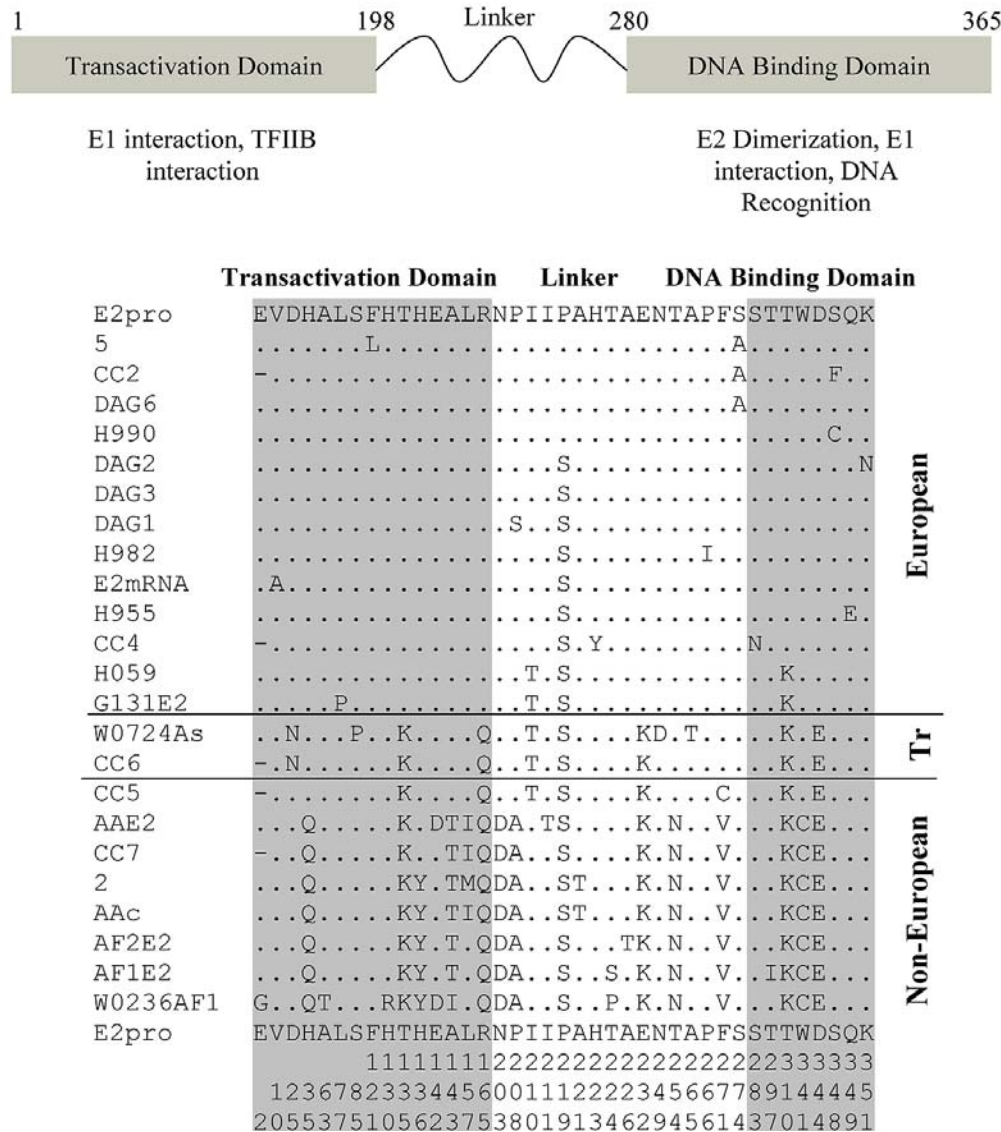 1 198 Linker 280 365
Transactivation Domain DNA Binding Domain
E1 interaction, TFIIB
interaction
E2 Dimerization, E1
interaction, DNA
Recognition
Transactivation Domain Linker DNA Binding Domain
E2pro EVDHALSFHTHEALRNPIIPAHTAENTAPFSSTTWDSQK
5 .......L......................A........
CC2 -.............................A.....F..
DAG6 ..............................A........
H990 ....................................C..
DAG2 ...................S..................N
DAG3 ...................S...................
DAG1 ................S..S...................
H982 ...................S........I..........
E2mRNA .A.................S...................
H955 ...................S.................E.
CC4 -..................S.Y.........N.......
H059 .................T.S.............K.....
G131E2 .....P...........T.S.............K.....
European
W0724As ..N...P..K....Q..T.S....KD.T.....K.E...
CC6 -.N......K....Q..T.S....K........K.E...
Tr
CC5 -........K....Q..T.S....K....C...K.E...
AAE2 ...Q.....K.DTIQDA.TS....K.N..V...KCE...
CC7 -..Q.....K..TIQDA..S....K.N..V...KCE...
2 ...Q.....KY.TMQDA..ST...K.N..V...KCE...
AAc ...Q.....KY.TIQDA..ST...K.N..V...KCE...
AF2E2 ...Q.....KY.T.QDA..S...TK.N..V...KCE...
AF1E2 ...Q.....KY.T.QDA..S..S.K.N..V..IKCE...
W0236AF1 G..QT...RKYDI.QDA..S..P.K.N..V...KCE...
Non-European
E2pro EVDHALSFHTHEALRNPIIPAHTAENTAPFSSTTWDSQK
11111111222222222222222222333333
12367823334456001112222345667789144445
205537510562375380191346294561437014891